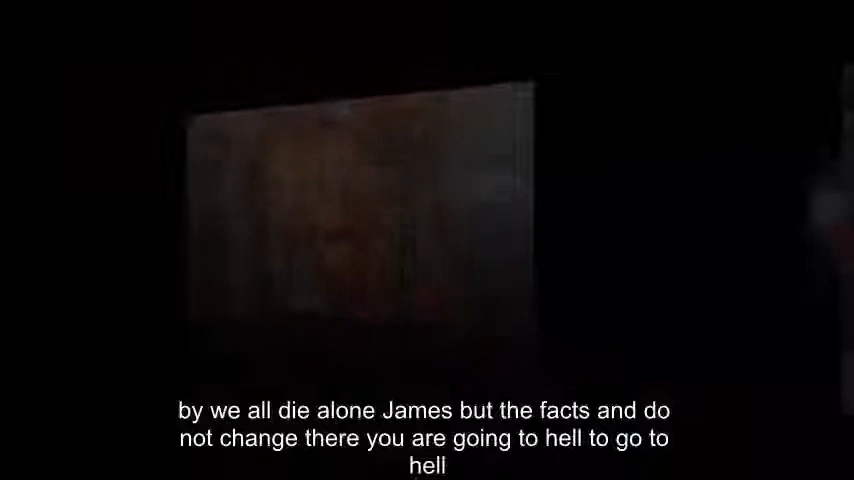 by we all die alone James but the facts and do
not change there you are going to hell to go to
hell